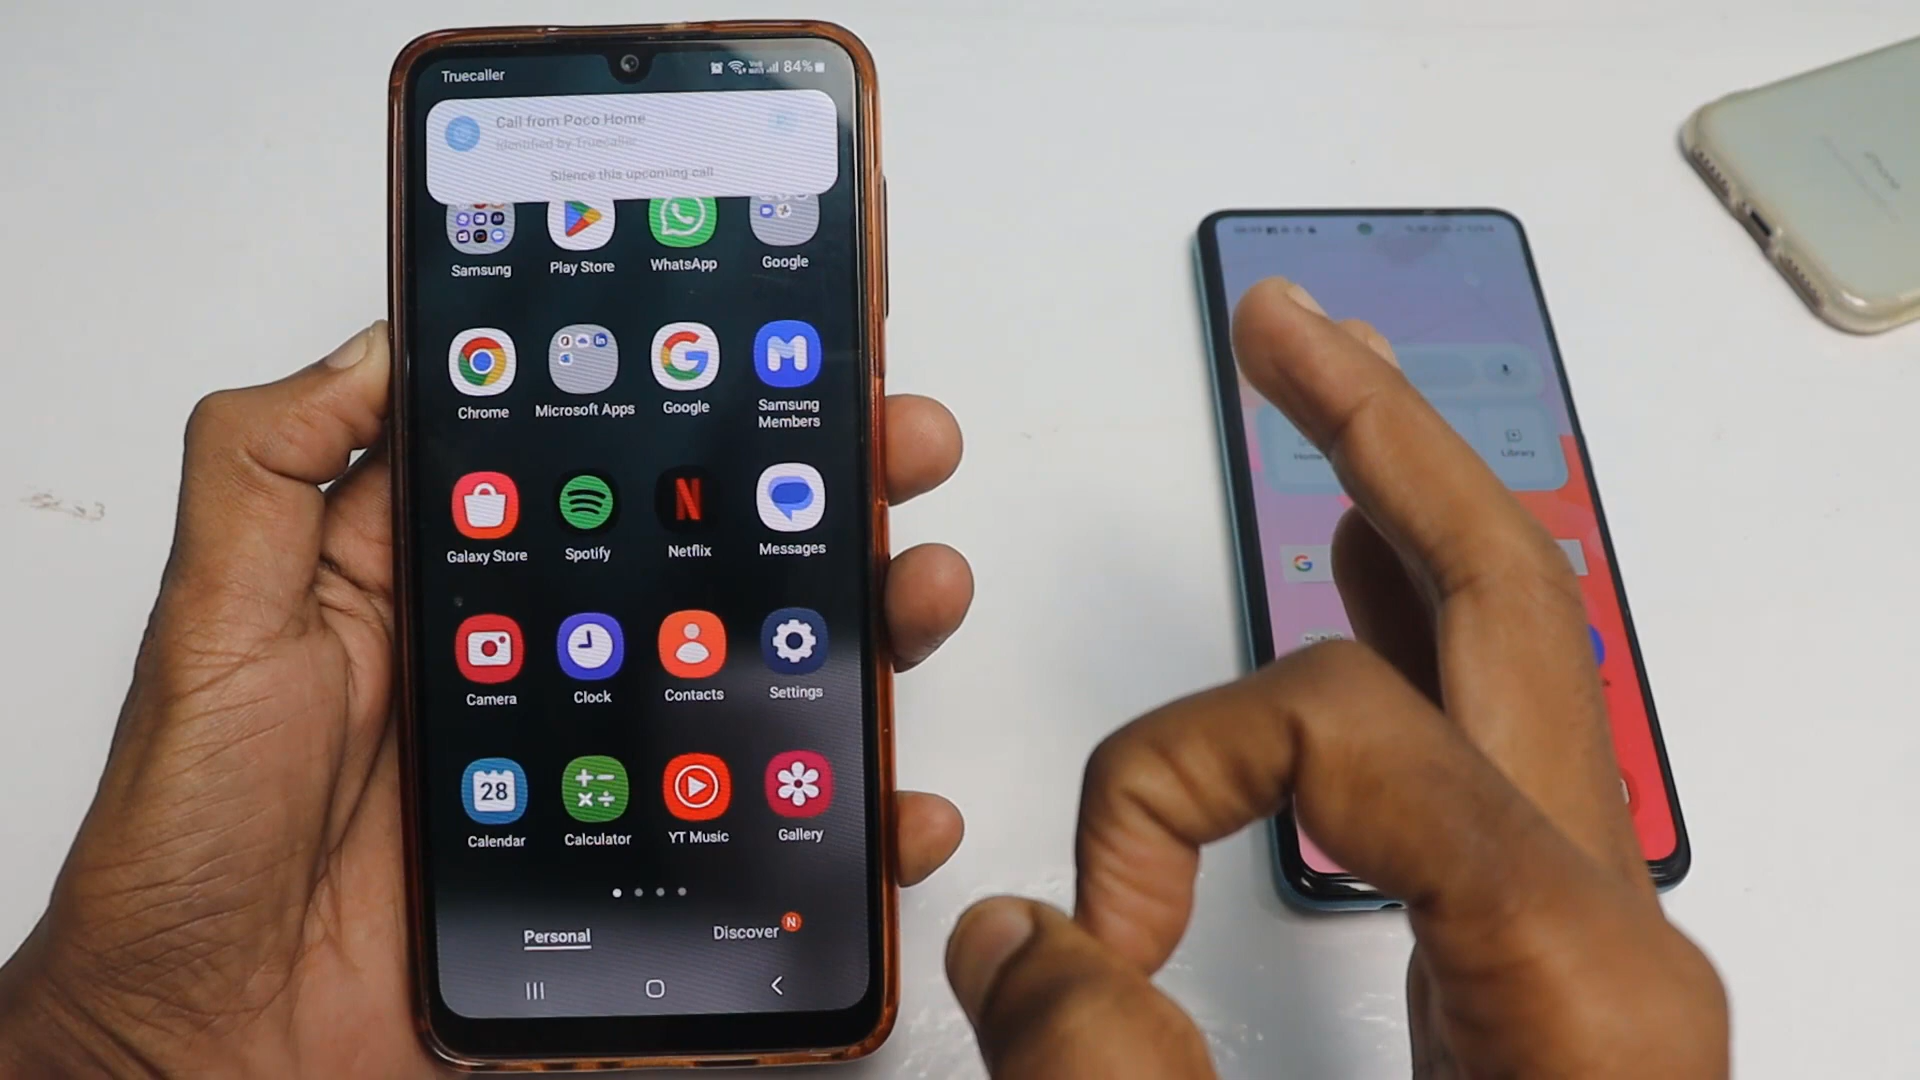 Truecaller
84%
Call from Poco Home
Identified by Truecaller
Silence this upcoming call
Samsung
Play Store
WhatsApp
Google
Chrome
Microsoft Apps
Google
Samsung
Members
Galaxy Store
Spotify
Netflix
Messages
Camera
Clock
Contacts
Settings
28
Calendar
Calculator
YT Music
Gallery
Personal
Discover
N
Library